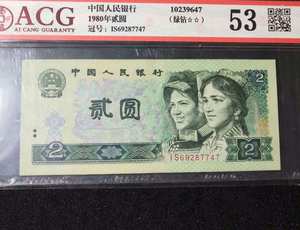 ACG
AI CANG GUARANTY
中国人民银行
1980年贰圆
冠号: IS69287747
10239647
(绿钻☆☆)
53
中国人民银行
贰圆
2
IS69287747
2
2